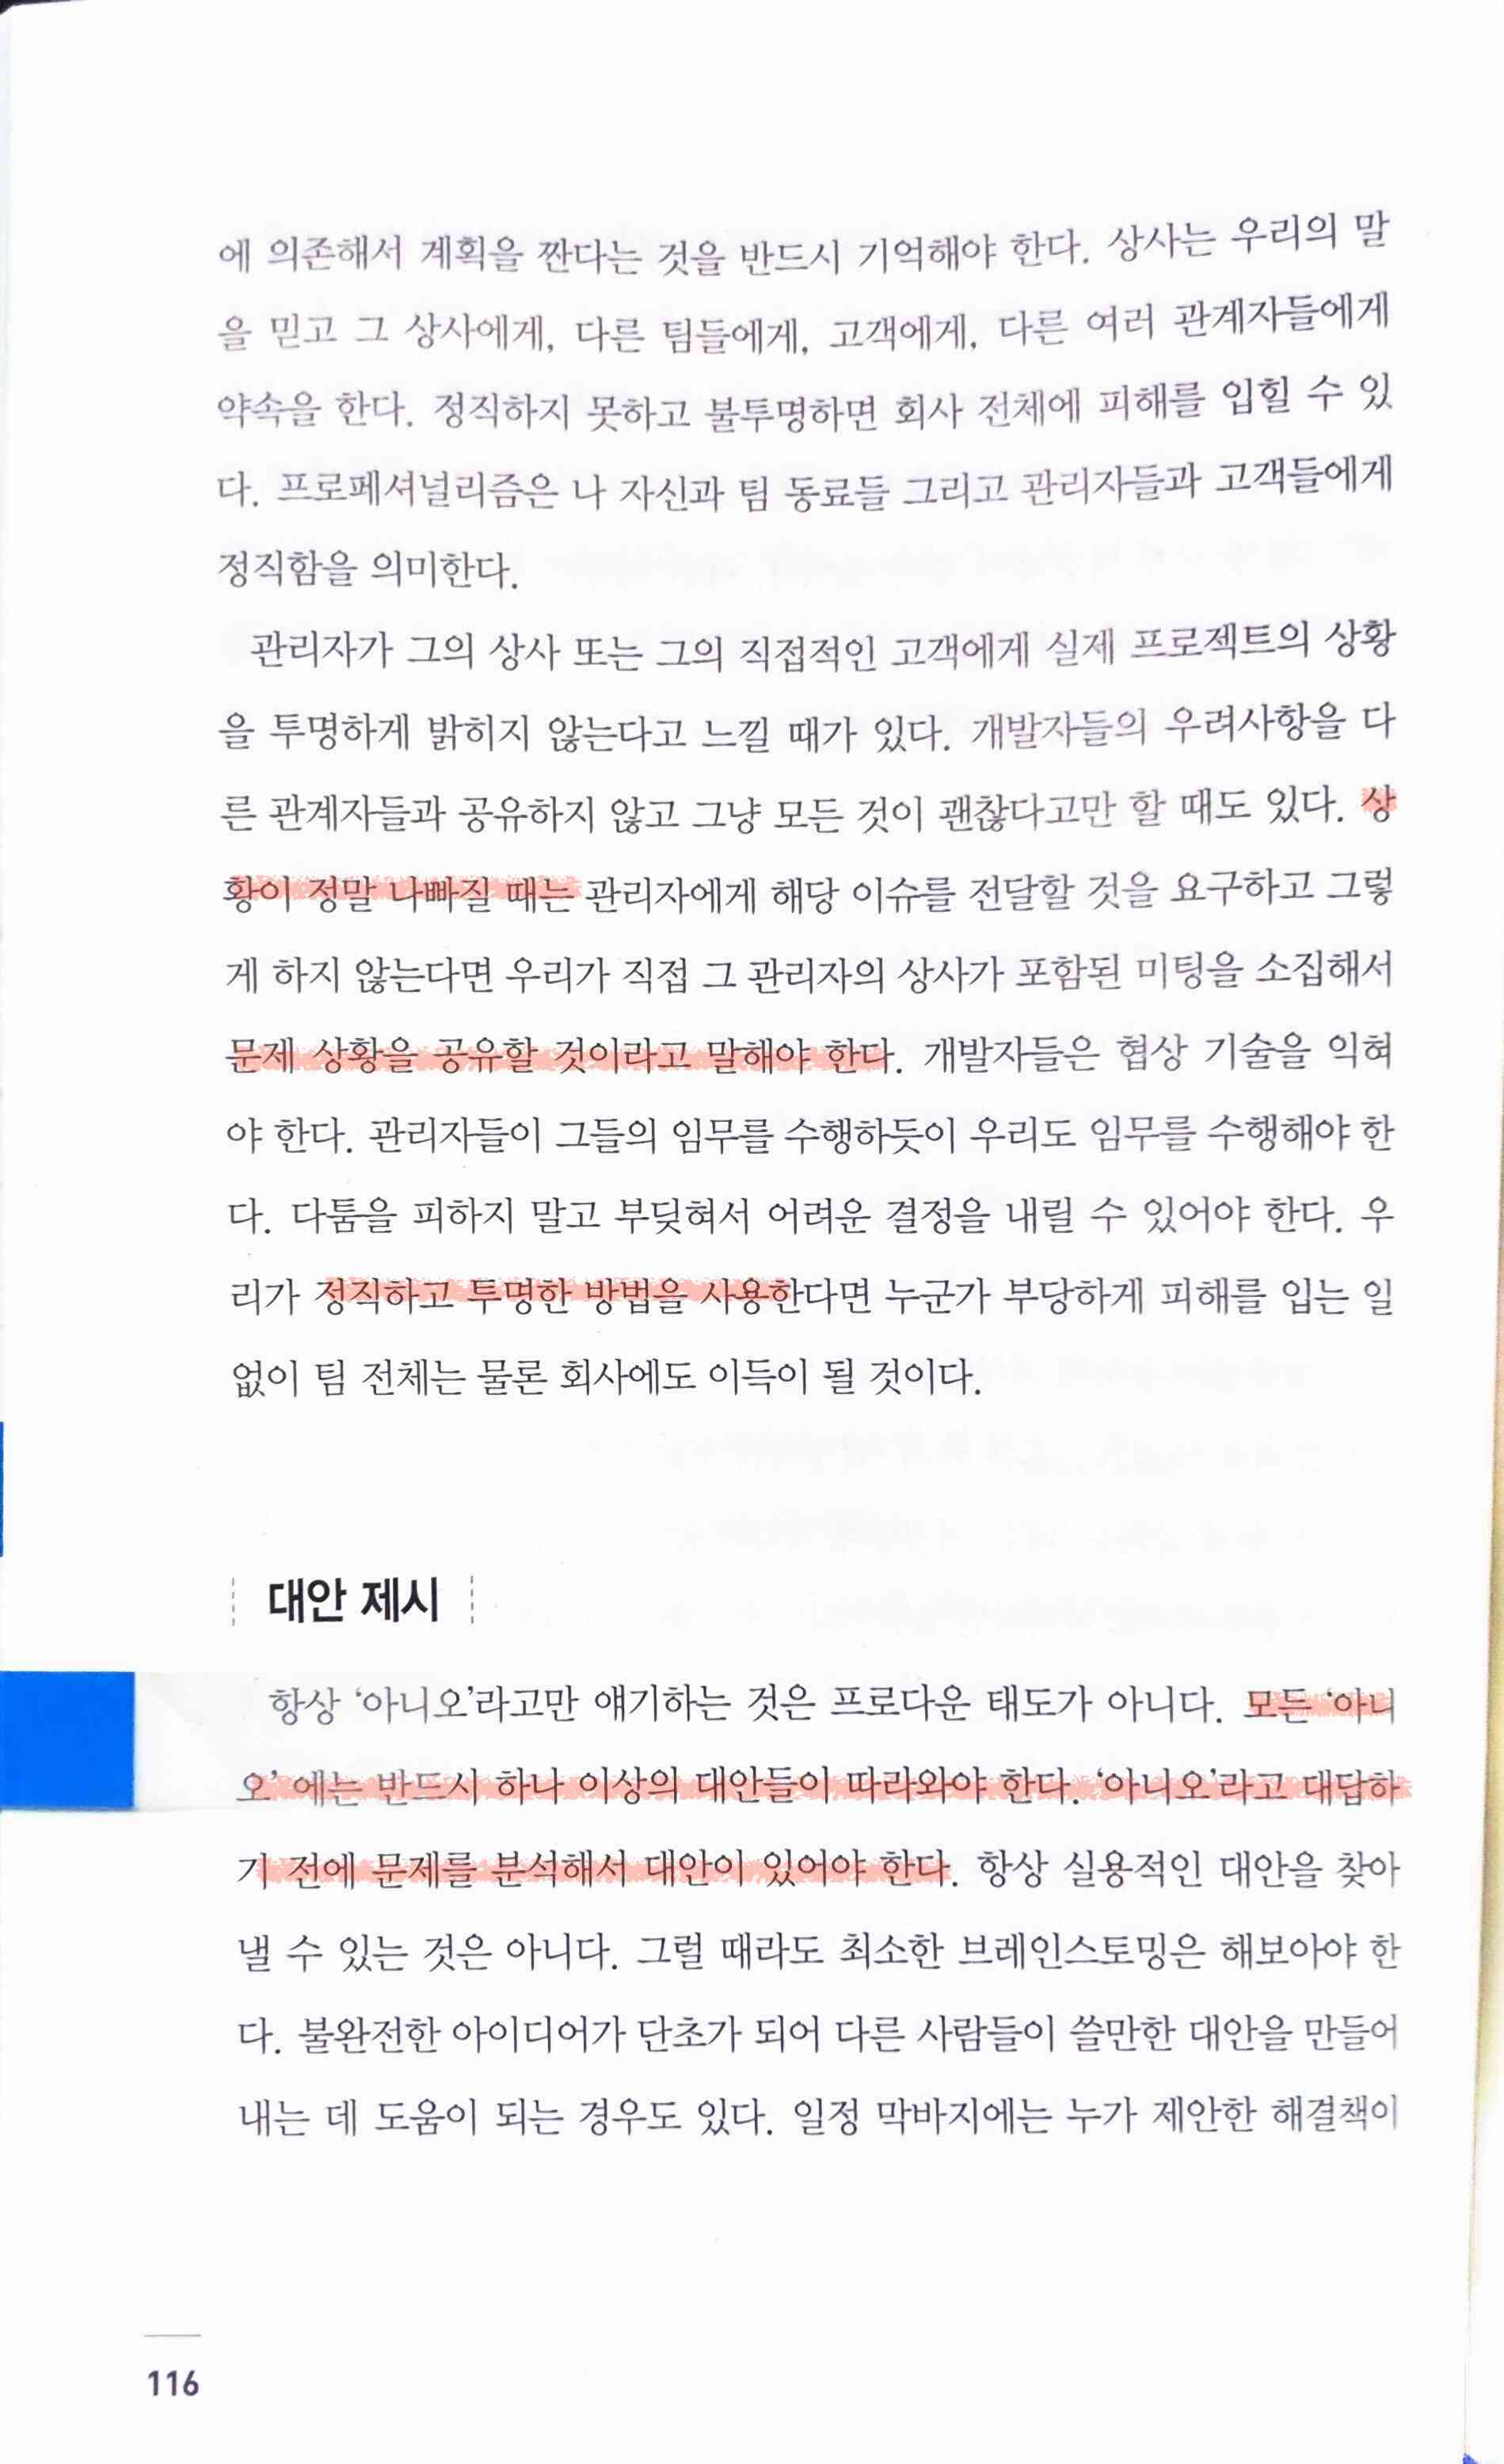 에 의존해서 계획을 짠다는 것을 반드시 기억해야 한다. 상사는 우리의 말
을 믿고 그 상사에게, 다른 팀들에게, 고객에게, 다른 여러 관계자들에게
약속을 한다. 정직하지 못하고 불투명하면 회사 전체에 피해를 입힐 수 있
다. 프로페셔널리즘은 나 자신과 팀 동료들 그리고 관리자들과 고객들에게
정직함을 의미한다.
관리자가 그의 상사 또는 그의 직접적인 고객에게 실제 프로젝트의 상황
을 투명하게 밝히지 않는다고 느낄 때가 있다. 개발자들의 우려사항을 다
른 관계자들과 공유하지 않고 그냥 모든 것이 괜찮다고만 할 때도 있다. 상
황이 정말 나빠질 때는 관리자에게 해당 이슈를 전달할 것을 요구하고 그렇
게 하지 않는다면 우리가 직접 그 관리자의 상사가 포함된 미팅을 소집해서
문제 상황을 공유할 것이라고 말해야 한다. 개발자들은 협상 기술을 익혀
야 한다. 관리자들이 그들의 임무를 수행하듯이 우리도 임무를 수행해야 한
다. 다툼을 피하지 말고 부딪혀서 어려운 결정을 내릴 수 있어야 한다. 우
리가 정직하고 투명한 방법을 사용한다면 누군가 부당하게 피해를 입는 일
없이 팀 전체는 물론 회사에도 이득이 될 것이다.
대안 제시
항상 ‘아니오’라고만 얘기하는 것은 프로다운 태도가 아니다. 모든 ‘아니
오’ 에는 반드시 하나 이상의 대안들이 따라와야 한다. ‘아니오’라고 대답하
기 전에 문제를 분석해서 대안이 있어야 한다. 항상 실용적인 대안을 찾아
낼 수 있는 것은 아니다. 그럴 때라도 최소한 브레인스토밍은 해보아야 한
다. 불완전한 아이디어가 단초가 되어 다른 사람들이 쓸만한 대안을 만들어
내는 데 도움이 되는 경우도 있다. 일정 막바지에는 누가 제안한 해결책이
116